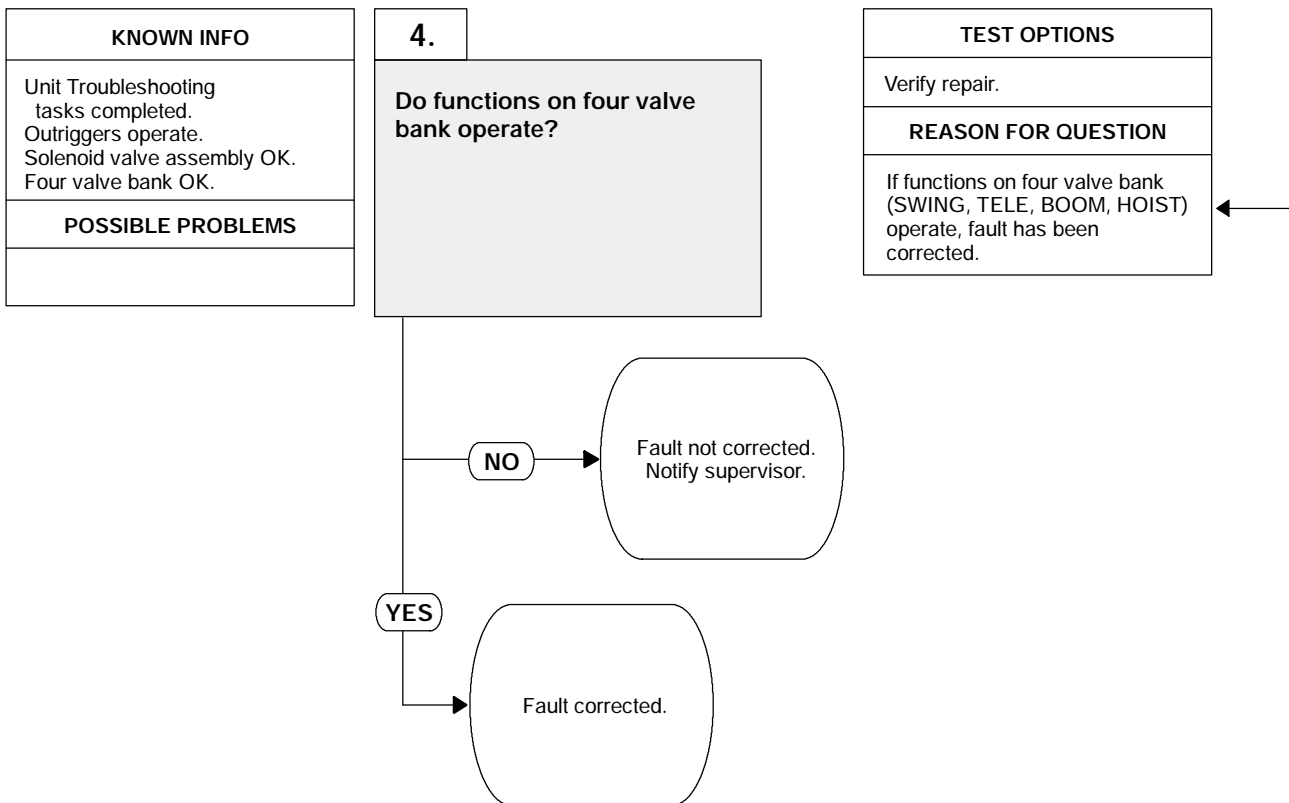 KNOWN INFO
Unit Troubleshooting
tasks completed.
Outriggers operate.
Solenoid valve assembly OK.
Four valve bank OK.
POSSIBLE PROBLEMS
4.
Do functions on four valve
bank operate?
TEST OPTIONS
Verify repair.
REASON FOR QUESTION
If functions on four valve bank
(SWING, TELE, BOOM, HOIST)
operate, fault has been
corrected.
NO
Fault not corrected.
Notify supervisor.
YES
Fault corrected.